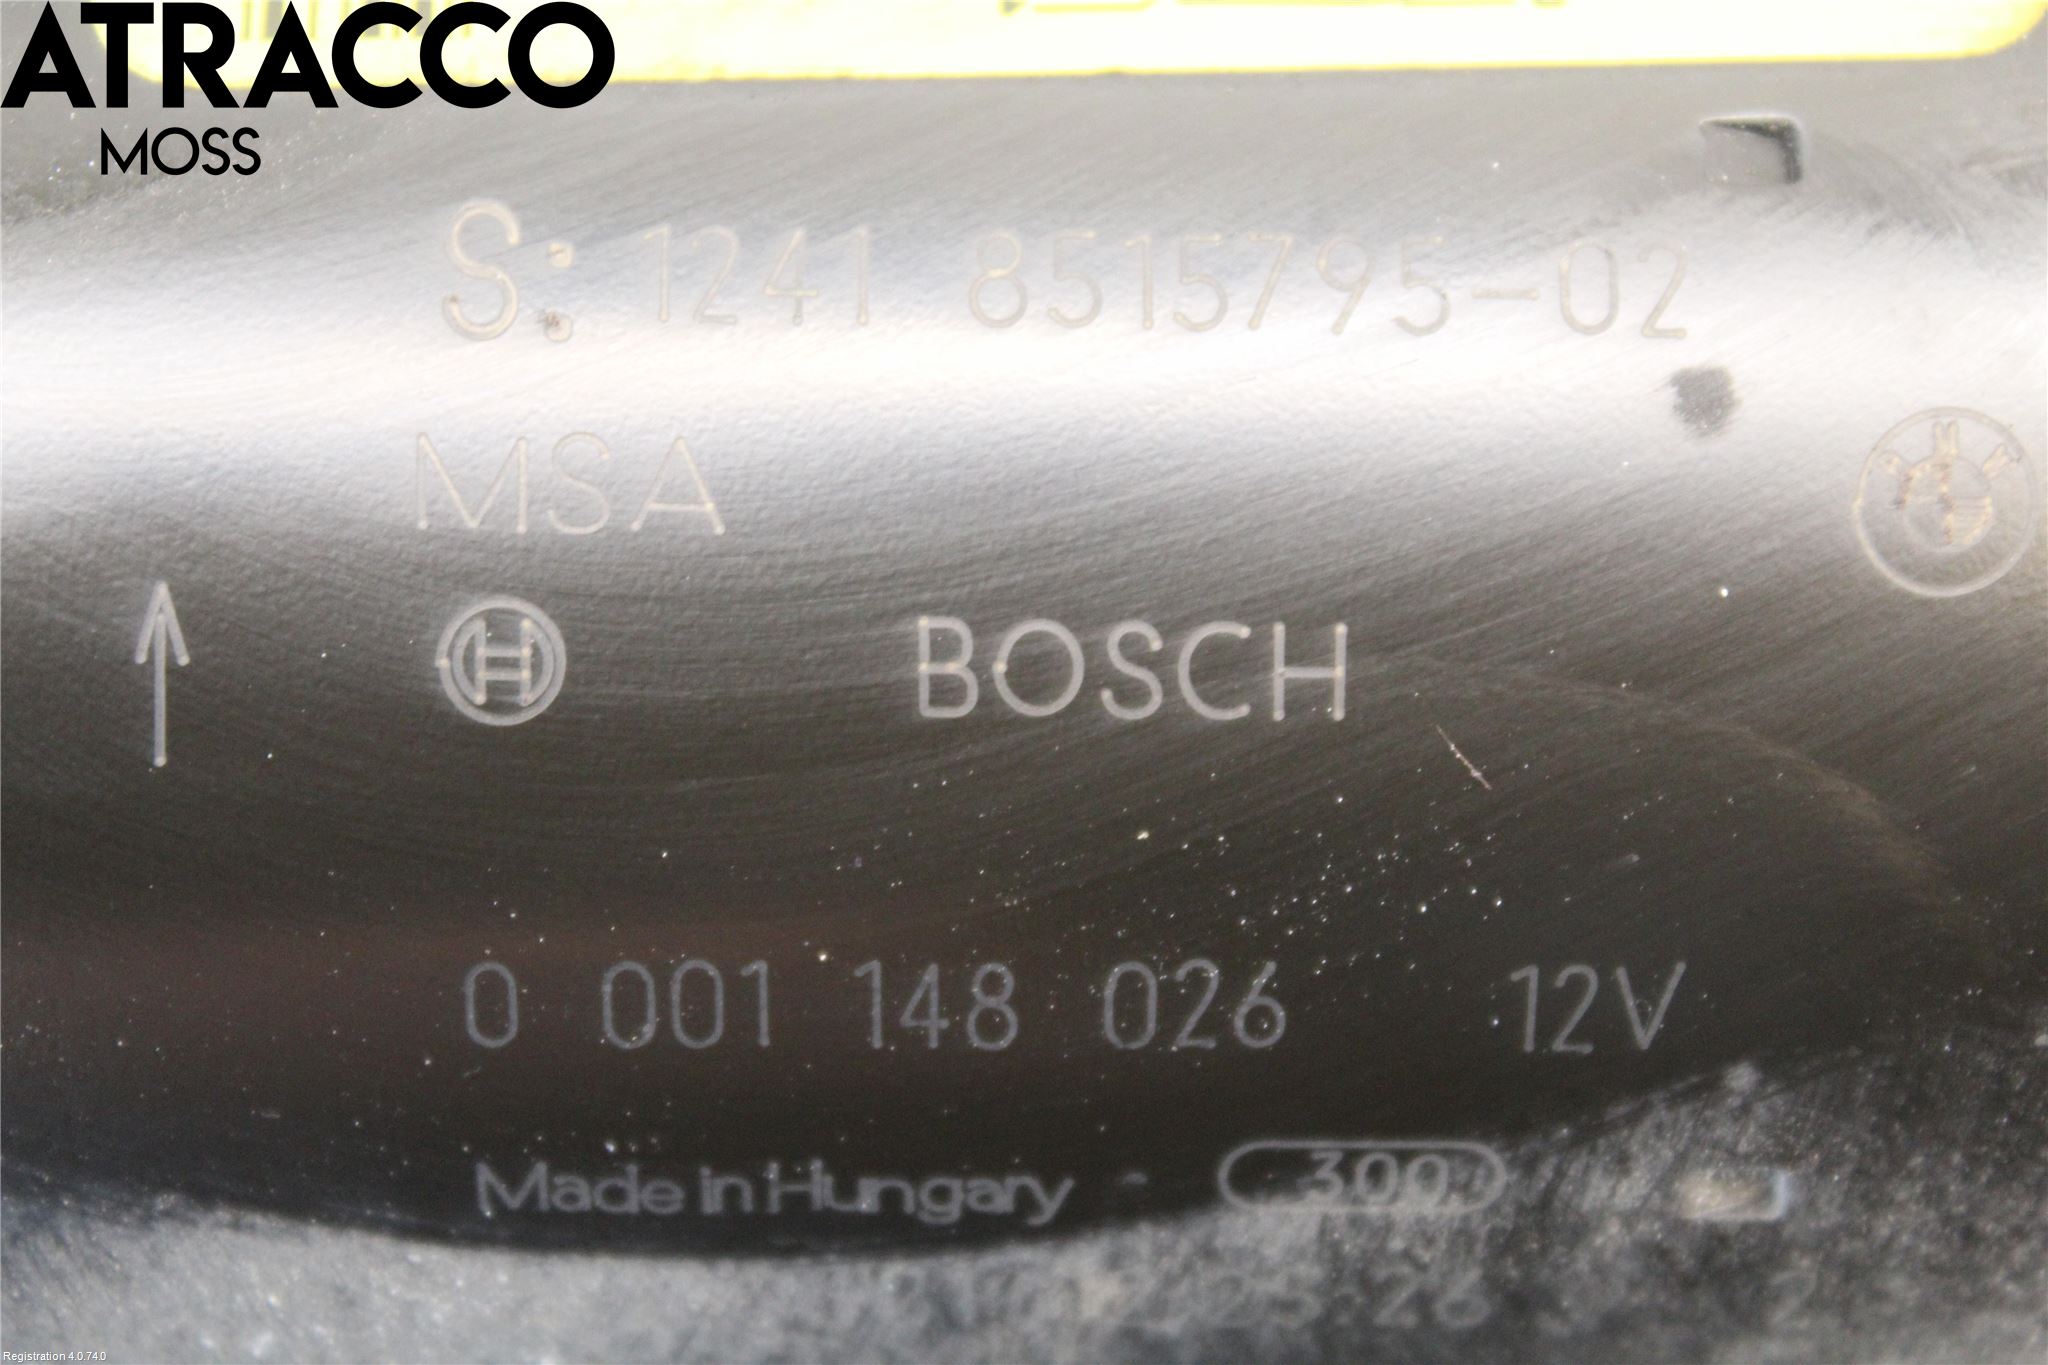 ATRACCO
MOSS
S: 1241 8515795-02
MSA
BMW
BOSCH
0 001 148 026 12V
Made in Hungary 300
Registration 4.0.74.0